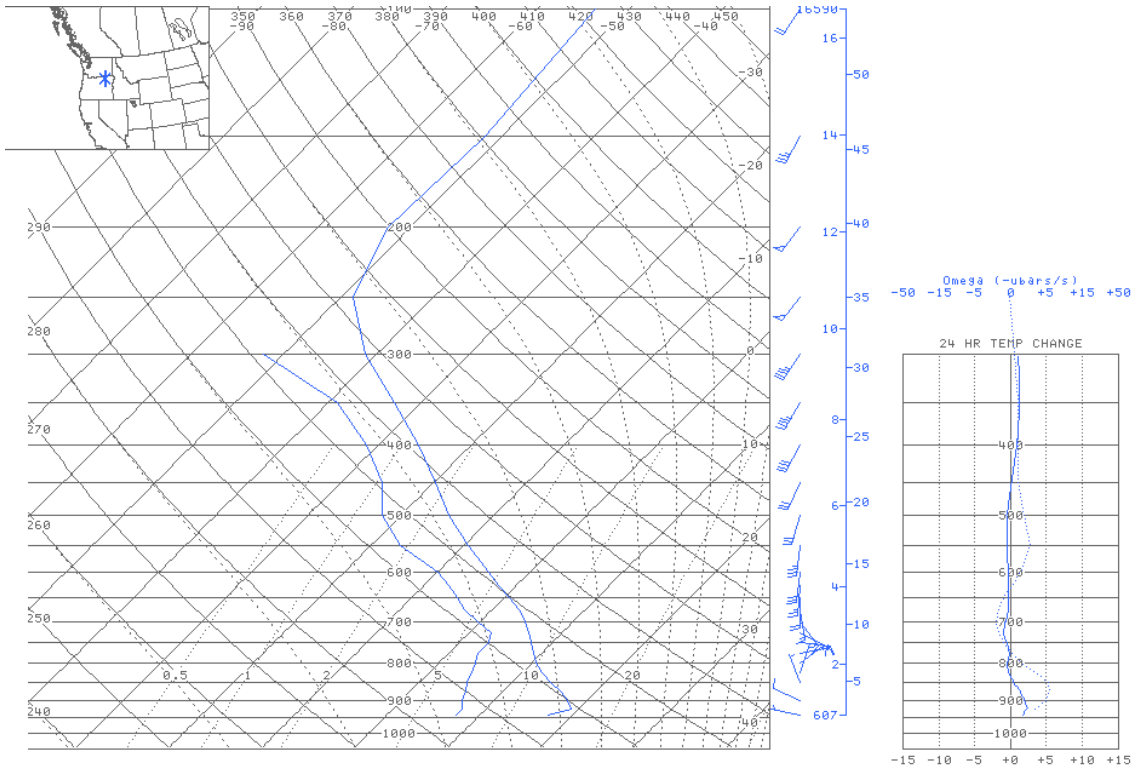 350 360 370 380 390 400 410 420 430 440 450
-90 -80 -70 100 -60 -50 -40
16590
16
-30 50
14 45
-20
290 200 12 40
-10
Omega (-ubars/s)
-50 -15 -5 0 +5 +15 +50
35
280 10
300 0 24 HR TEMP CHANGE
30
270 8
400 10 25 400
6 20
260 500 500
20
15
600 4 600
250 700 30 10 700
800 2 800
0.5 1 2 5 10 20 5
240 900 607 900
40
1000 1000
-15 -10 -5 +0 +5 +10 +15